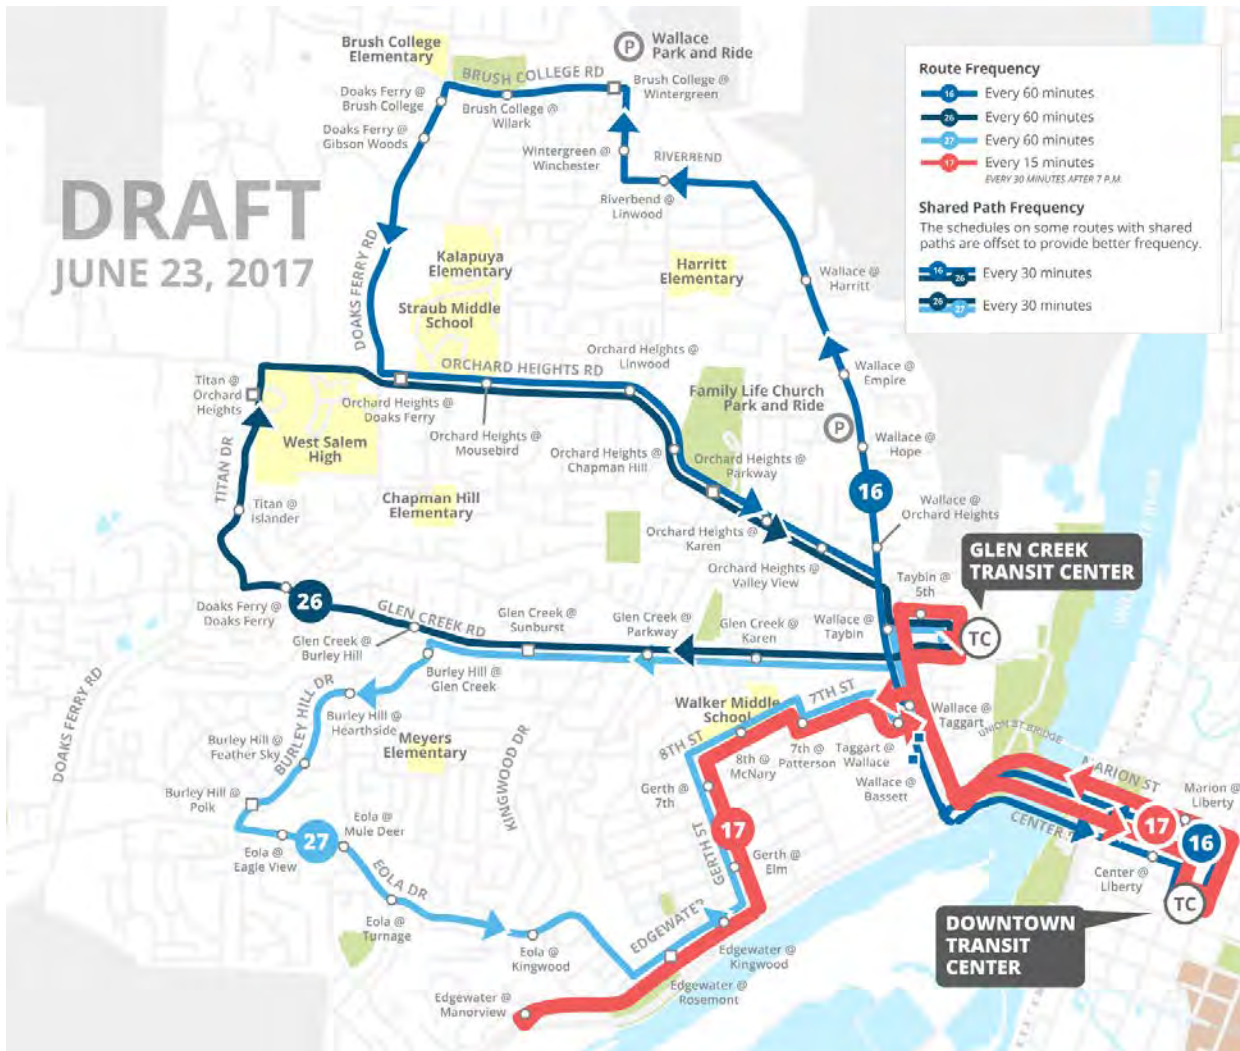 Brush College
Elementary
P
Wallace
Park and Ride
BRUSH COLLEGE RD
Brush College @
Wintergreen
Doaks Ferry @
Brush College
Brush College @
Wilark
Doaks Ferry @
Gibson Woods
Wintergreen @
Winchester
RIVERBEND
Riverbend @
Linwood
DRAFT
JUNE 23, 2017
DOAKS FERRY RD
Kalapuya
Elementary
Harritt
Elementary
Wallace @
Harritt
Straub Middle
School
Route Frequency
16 Every 60 minutes
26 Every 60 minutes
27 Every 60 minutes
17 Every 15 minutes
EVERY 30 MINUTES AFTER 7 P.M.
Shared Path Frequency
The schedules on some routes with shared
paths are offset to provide better frequency.
16 26 Every 30 minutes
26 27 Every 30 minutes
ORCHARD HEIGHTS RD
Orchard Heights @
Linwood
Wallace @
Empire
Titan @
Orchard
Heights
Orchard Heights @
Doaks Ferry
Family Life Church
Park and Ride
P
Orchard Heights @
Mousebird
Orchard Heights @
Chapman Hill
Wallace @
Hope
West Salem
High
TITAN DR
Orchard Heights @
Parkway
16
Titan @
Islander
Chapman Hill
Elementary
Wallace @
Orchard Heights
Orchard Heights @
Karen
Orchard Heights @
Valley View
GLEN CREEK
TRANSIT CENTER
Taybin @
5th
TC
Doaks Ferry @
Doaks Ferry
26
GLEN CREEK RD
Glen Creek @
Burley Hill
Glen Creek @
Sunburst
Glen Creek @
Parkway
Glen Creek @
Karen
Wallace @
Taybin
DOAKS FERRY RD
Burley Hill @
Glen Creek
BURLEY HILL DR
Burley Hill @
Hearthside
Burley Hill @
Feather Sky
Meyers
Elementary
KINGWOOD DR
Walker Middle
School
7TH ST
8TH ST
Wallace @
Taggart
UNION ST BRIDGE
7th @
Patterson
Taggart @
Wallace
8th @
McNary
Wallace @
Bassett
MARION ST
Marion @
Liberty
Burley Hill @
Polk
Gerth @
7th
17
GERTH ST
Gerth @
Elm
CENTER
17
16
Center @
Liberty
TC
DOWNTOWN
TRANSIT
CENTER
Eola @
Mule Deer
27
Eola @
Eagle View
EOLA DR
Eola @
Turnage
Eola @
Kingwood
EDGEWATER
Edgewater @
Kingwood
Edgewater @
Rosemont
Edgewater @
Manorview